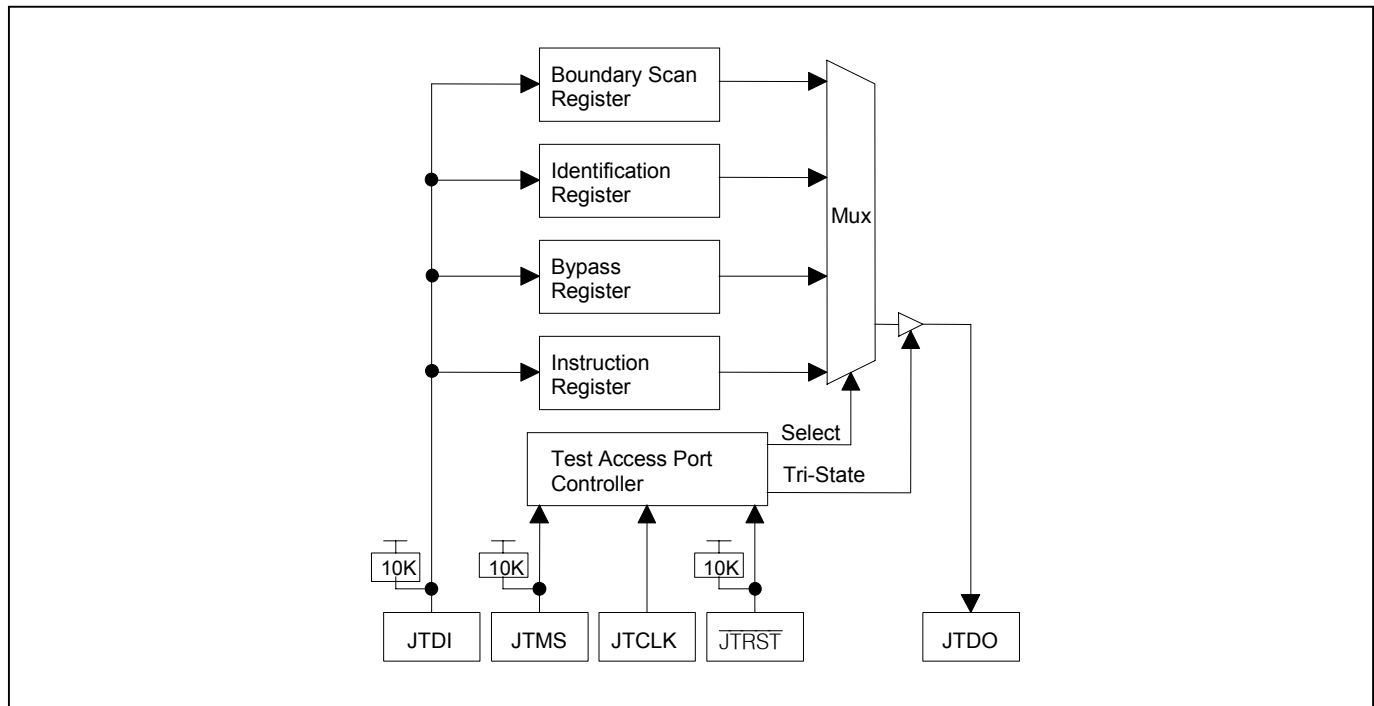 Boundary Scan
Register
Identification
Register
Mux
Bypass
Register
Instruction
Register
Select
Test Access Port
Controller
Tri-State
10K
10K
10K
JTDI
JTMS
JTCLK
JTRST
JTDO